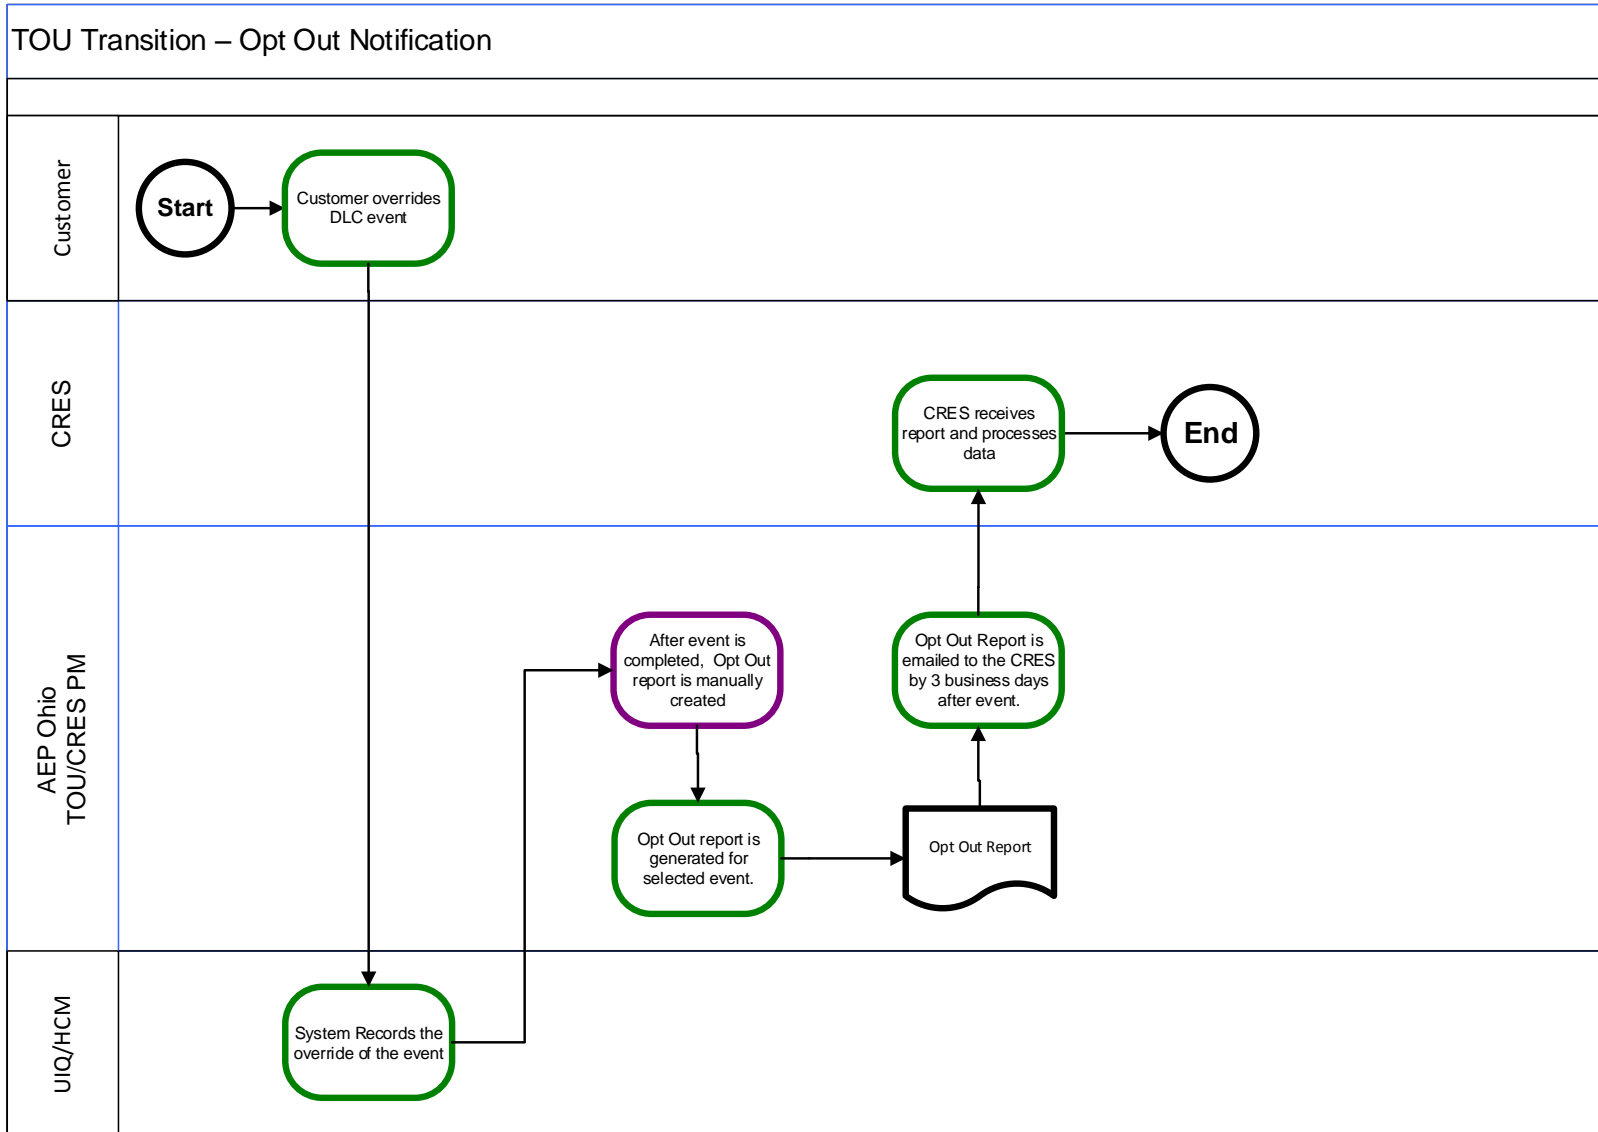 TOU Transition – Opt Out Notification
Customer
Start
Customer overrides
DLC event
CRES
CRES receives
report and processes
data
End
AEP Ohio
TOU/CRES PM
After event is
completed, Opt Out
report is manually
created
Opt Out Report is
emailed to the CRES
by 3 business days
after event.
Opt Out report is
generated for
selected event.
Opt Out Report
UIQ/HCM
System Records the
override of the event